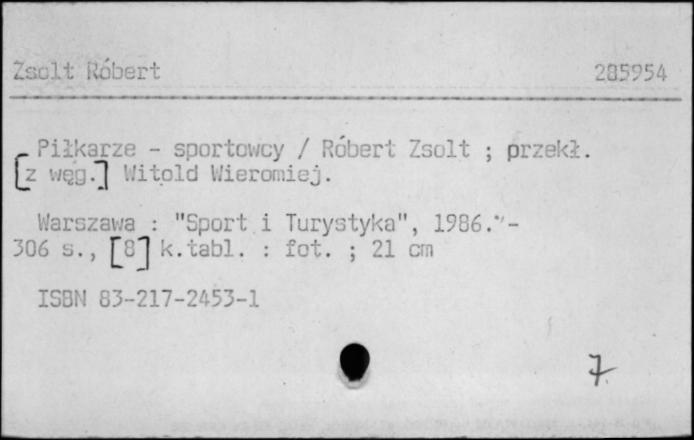 Zsolt Róbert 285954
Piłkarze - sportowcy / Róbert Zsolt ; przekł.
[z węg.] Witold Wieromiej.
Warszawa : "Sport i Turystyka", 1986.-
306 s., [8] k.tabl. : fot. ; 21 cm
ISBN 83-217-2453-1
7